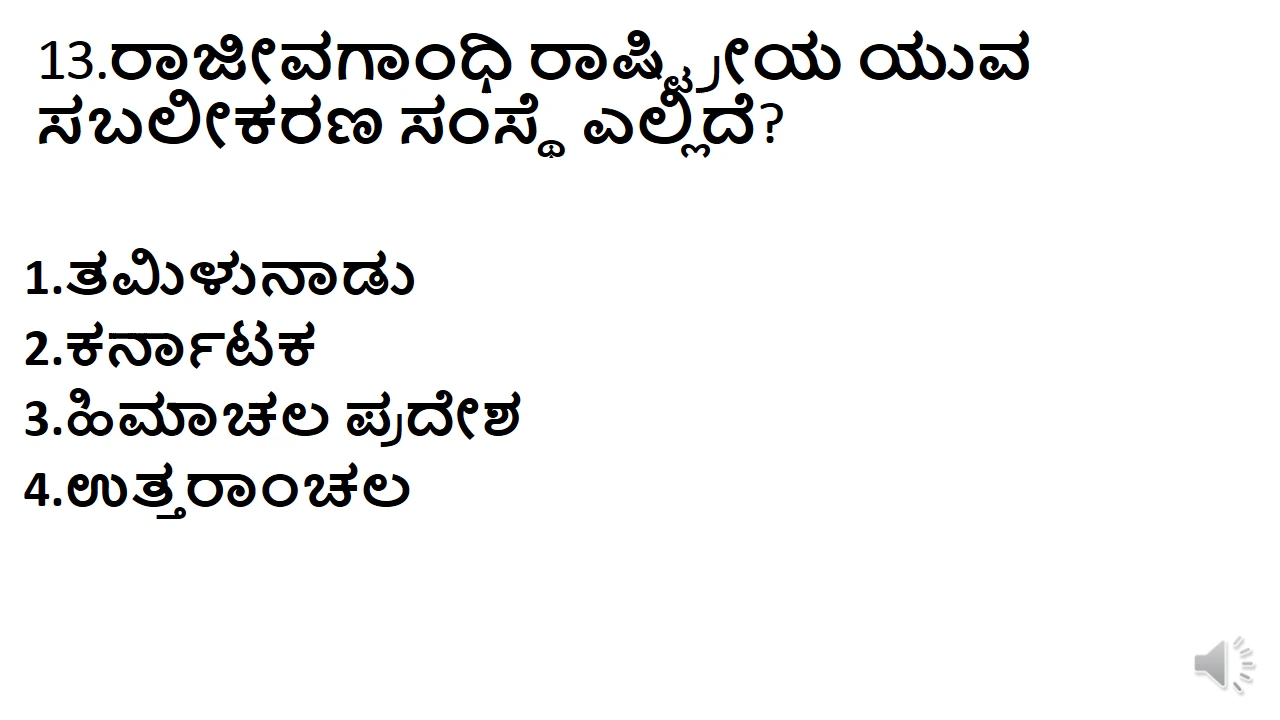 13.ರಾಜೀವಗಾಂಧಿ ರಾಷ್ಟ್ರೀಯ ಯುವ
ಸಬಲೀಕರಣ ಸಂಸ್ಥೆ ಎಲ್ಲಿದೆ?
1.ತಮಿಳುನಾಡು
2.ಕರ್ನಾಟಕ
3.ಹಿಮಾಚಲ ಪ್ರದೇಶ
4.ಉತ್ತರಾಂಚಲ